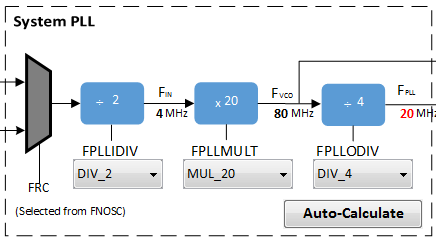 System PLL
÷ 2
FIN
4 MHz
x 20
FVCO
80 MHz
÷ 4
FPLL
20 MHz
FPLLIDIV
FPLLMULT
FPLLODIV
DIV_2
MUL_20
DIV_4
FRC
(Selected from FNOSC)
Auto-Calculate